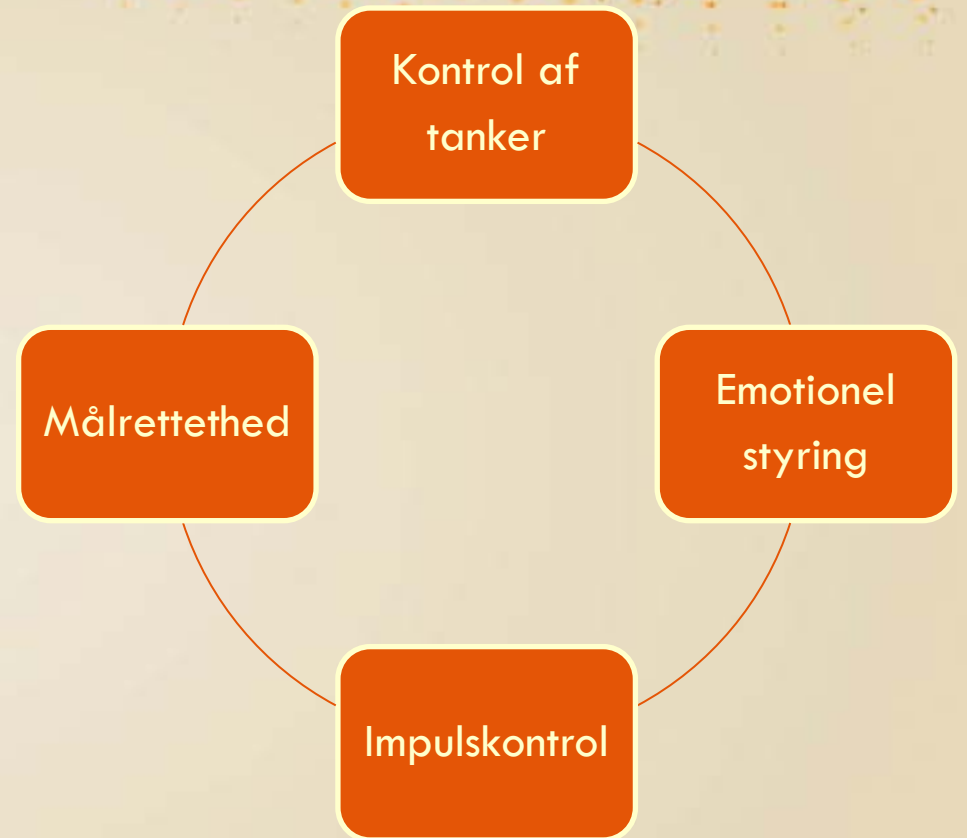 Kontrol af
tanker
Målrettethed
Emotionel
styring
Impulskontrol